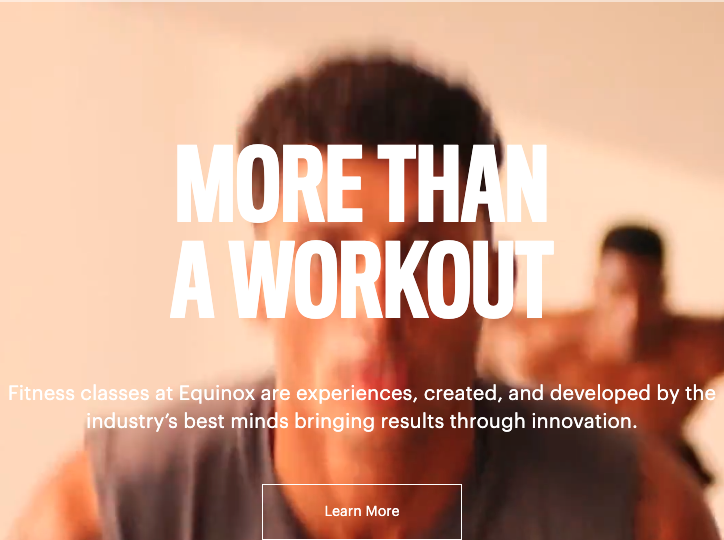 MORE THAN
A WORKOUT
Fitness classes at Equinox are experiences, created, and developed by the
industry’s best minds bringing results through innovation.
Learn More